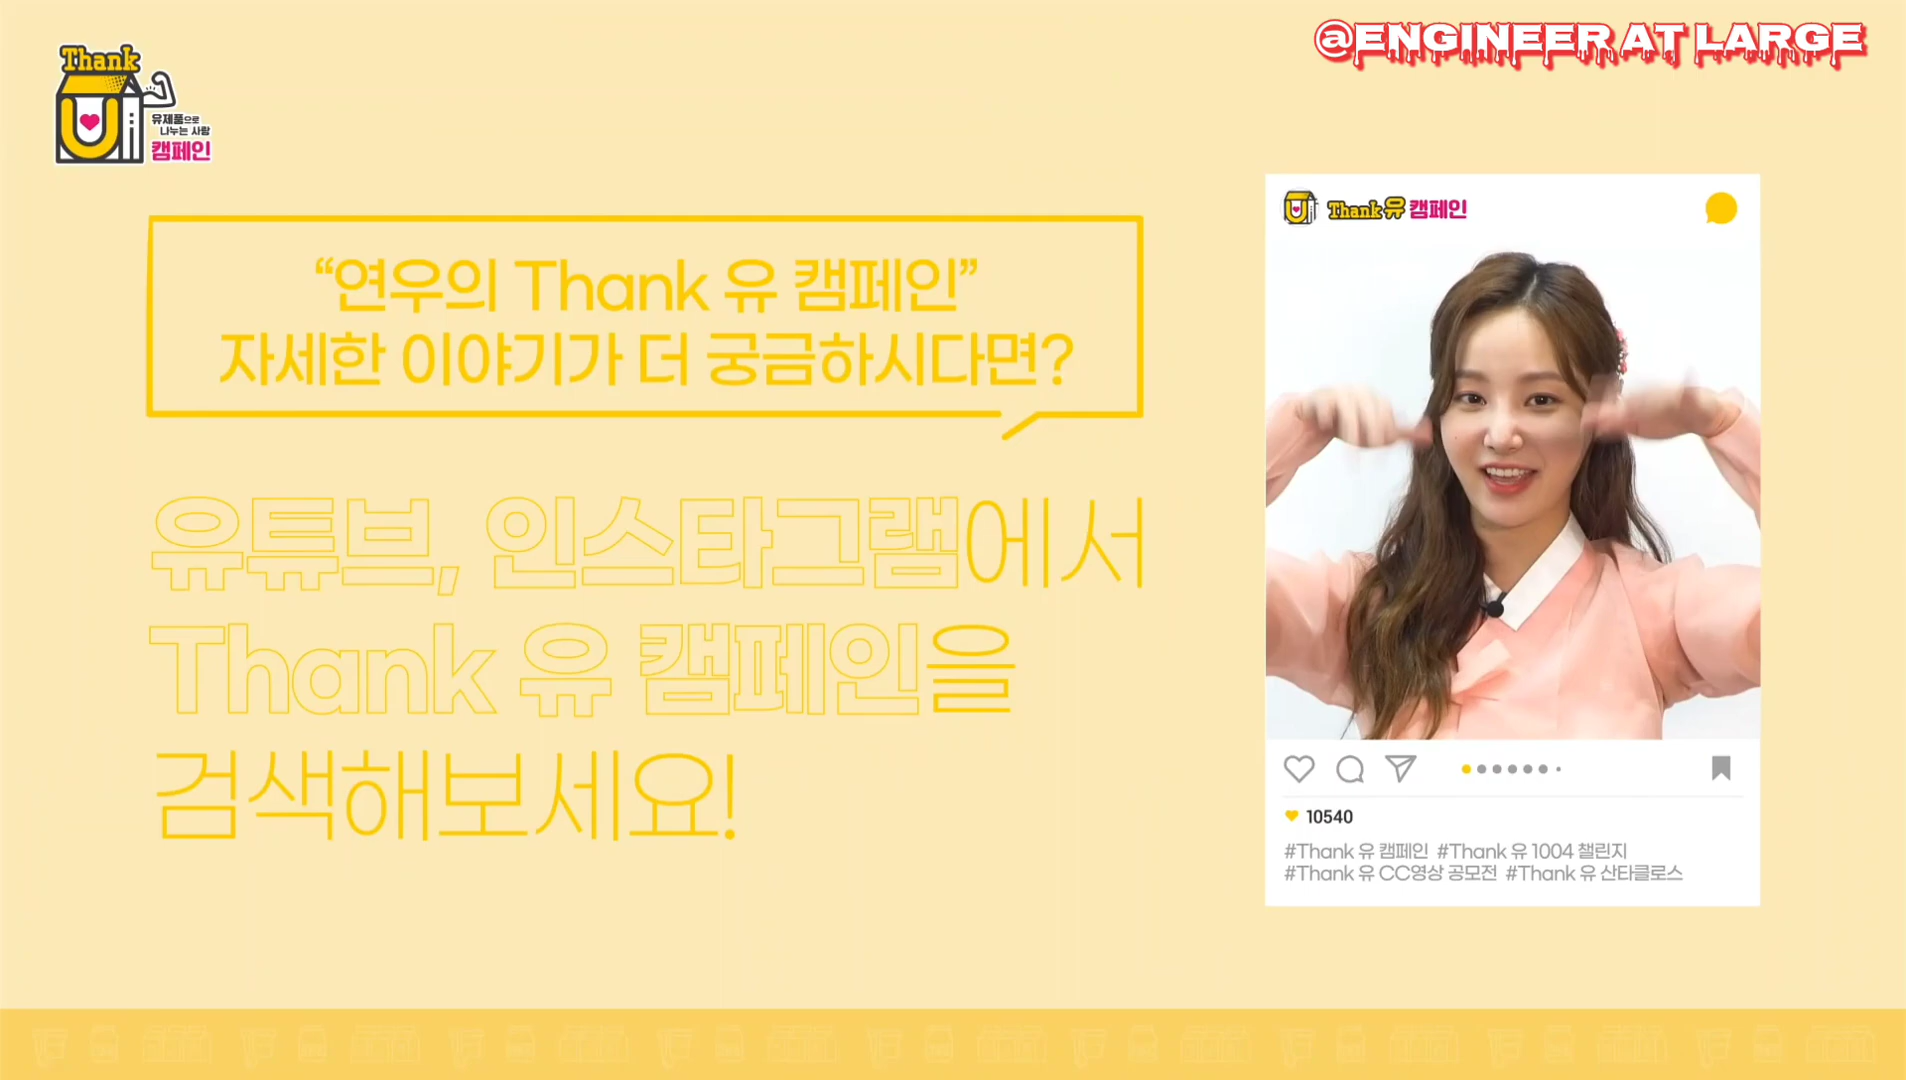 @ENGINEER AT LARGE
Thank
U
유제품으로
나누는 사랑
캠페인
“연우의 Thank 유 캠페인”
자세한 이야기가 더 궁금하시다면?
유튜브, 인스타그램에서
Thank 유 캠페인을
검색해보세요!
U Thank 유 캠페인
10540
#Thank 유 캠페인 #Thank 유 1004 챌린지
#Thank 유 CC영상 공모전 #Thank 유 산타클로스